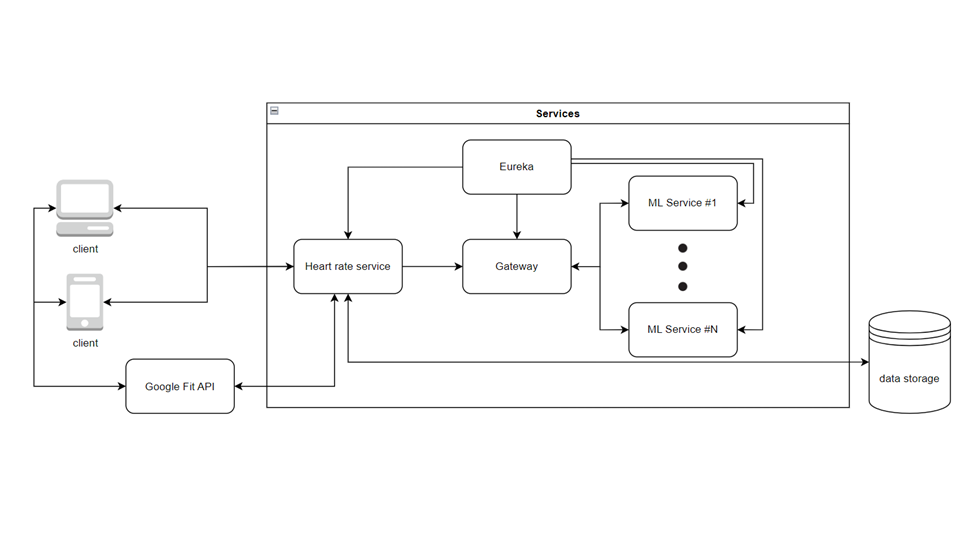 Services
Eureka
ML Service #1
client
Heart rate service
Gateway
client
ML Service #N
Google Fit API
data storage